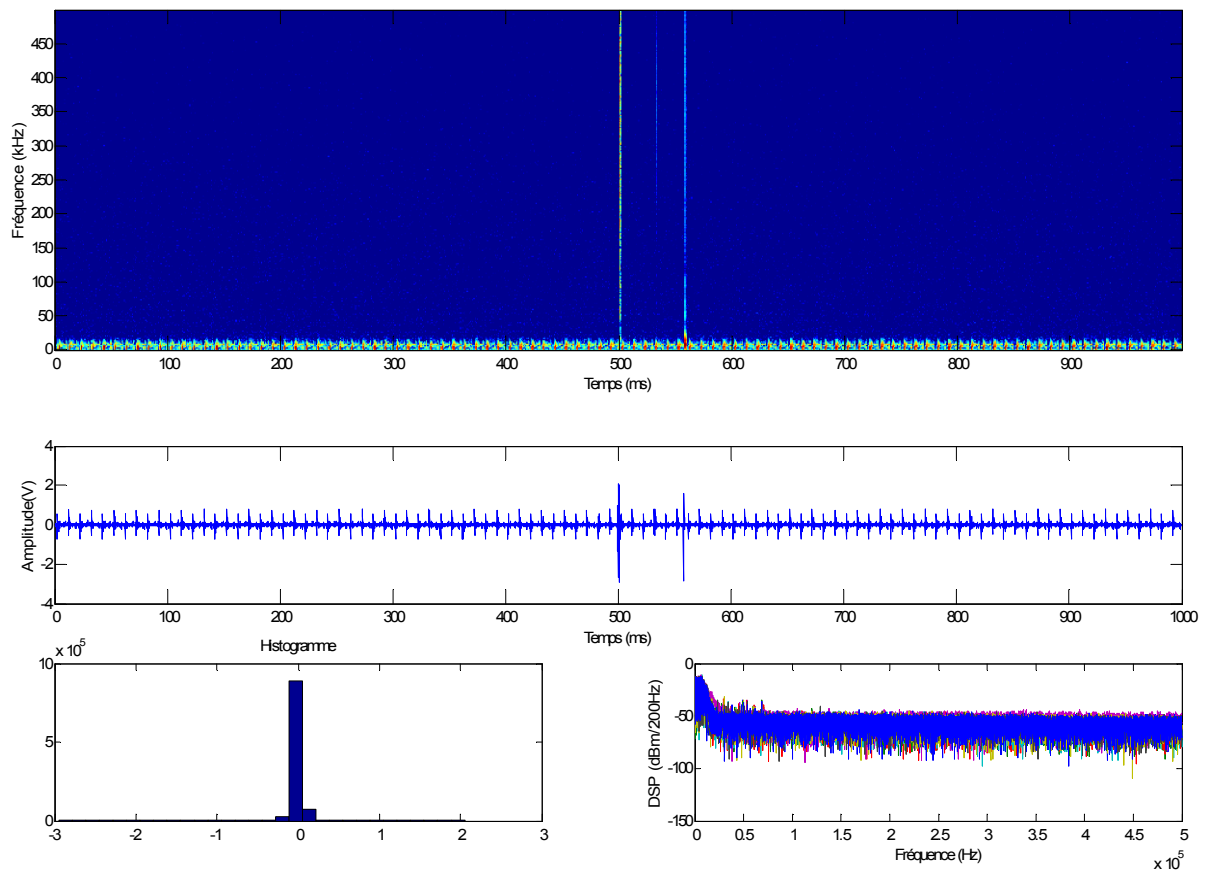 450
400
350
300
250
200
150
100
50
0
Fréquence (kHz)
0 100 200 300 400 500 600 700 800 900
Temps (ms)
4
2
0
-2
-4
Amplitude(V)
0 100 200 300 400 500 600 700 800 900 1000
Temps (ms)
x 10^5
Histogramme
10
5
0
-3 -2 -1 0 1 2 3
0
-50
-100
-150
DSP (dBm/200Hz)
0 0.5 1 1.5 2 2.5 3 3.5 4 4.5 5
Fréquence (Hz)
x 10^5